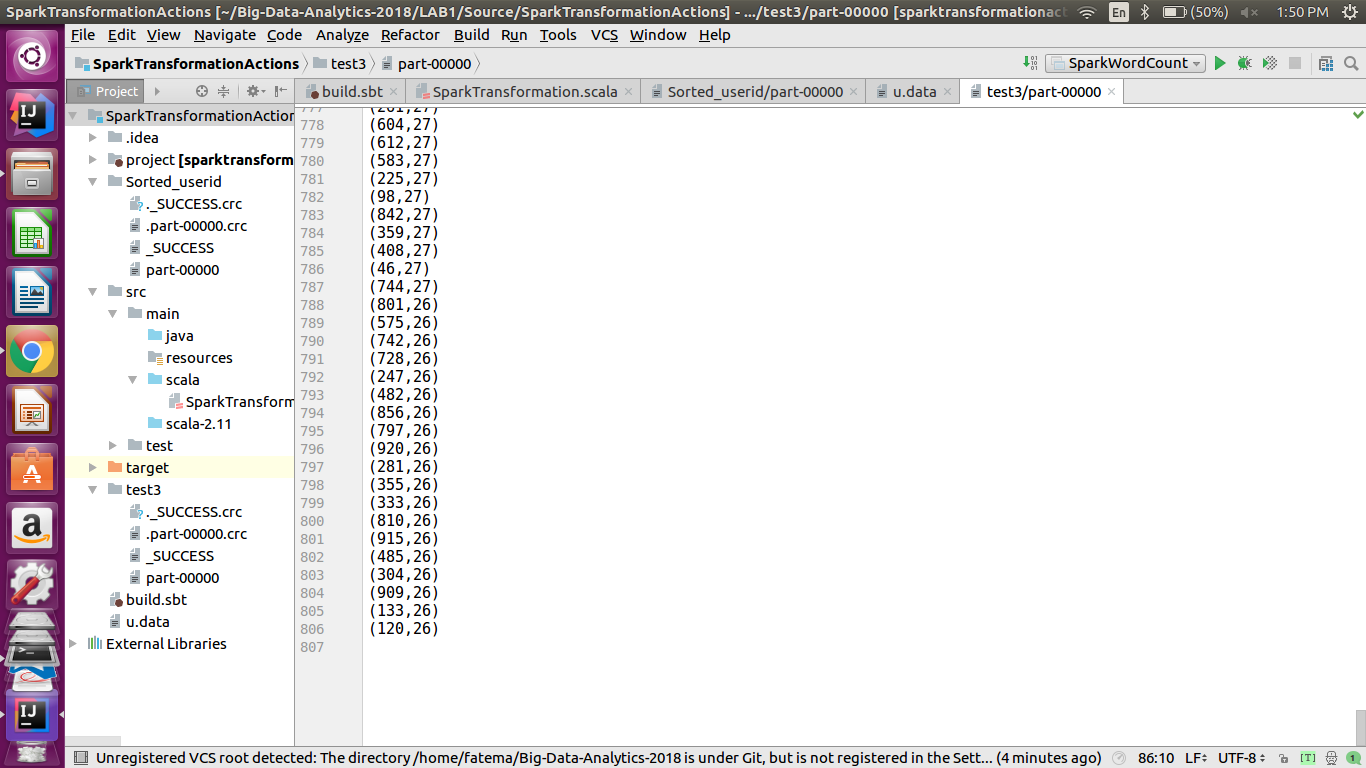 SparkTransformationActions [~/Big-Data-Analytics-2018/LAB1/Source/SparkTransformationActions] - .../test3/part-00000 [sparktransformationact
En
(50%)
1:50 PM
File Edit View Navigate Code Analyze Refactor Build Run Tools VCS Window Help
SparkTransformationActions
test3
part-00000
SparkWordCount
Project
build.sbt
SparkTransformation.scala
Sorted_userid/part-00000
u.data
test3/part-00000
SparkTransformationAction
.idea
project [sparktransform
Sorted_userid
._SUCCESS.crc
.part-00000.crc
_SUCCESS
part-00000
src
main
java
resources
scala
SparkTransform
scala-2.11
test
target
test3
._SUCCESS.crc
.part-00000.crc
_SUCCESS
part-00000
build.sbt
u.data
External Libraries
778 (604,27)
779 (612,27)
780 (583,27)
781 (225,27)
782 (98,27)
783 (842,27)
784 (359,27)
785 (408,27)
786 (46,27)
787 (744,27)
788 (801,26)
789 (575,26)
790 (742,26)
791 (728,26)
792 (247,26)
793 (482,26)
794 (856,26)
795 (797,26)
796 (920,26)
797 (281,26)
798 (355,26)
799 (333,26)
800 (810,26)
801 (915,26)
802 (485,26)
803 (304,26)
804 (909,26)
805 (133,26)
806 (120,26)
807
Unregistered VCS root detected: The directory /home/fatema/Big-Data-Analytics-2018 is under Git, but is not registered in the Sett... (4 minutes ago)
86:10
LF
UTF-8
[T]
1